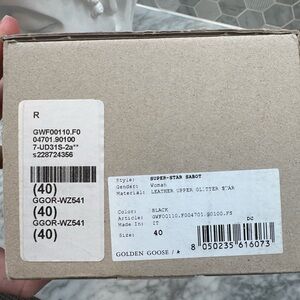 R
GWF00110.F0
04701.90100
7-UD31S-2a**
s228724356
(40)
GGOR-WZ541
(40)
GGOR-WZ541
(40)
Style: SUPER-STAR SABOT
Gender: Woman
Material: LEATHER UPPER GLITTER STAR
Color: BLACK
Article: GWF00110.F004701.90100.FS
Made In: IT
DC
Size: 40
8 050235 616073
GOLDEN GOOSE /